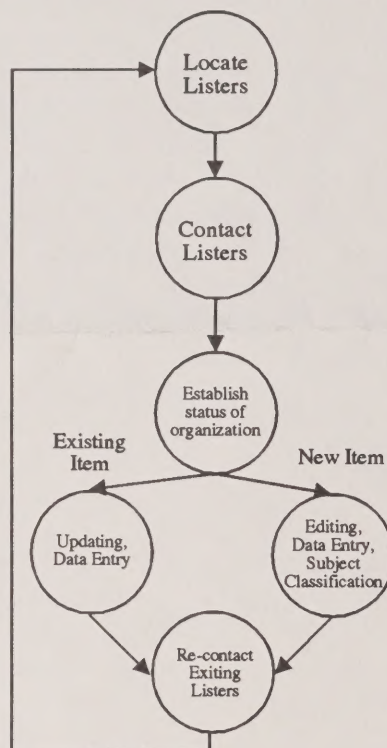 Locate
Listers
Contact
Listers
Establish
status of
organization
Existing
Item
New Item
Updating,
Data Entry
Editing,
Data Entry,
Subject
Classification
Re-contact
Exiting
Listers